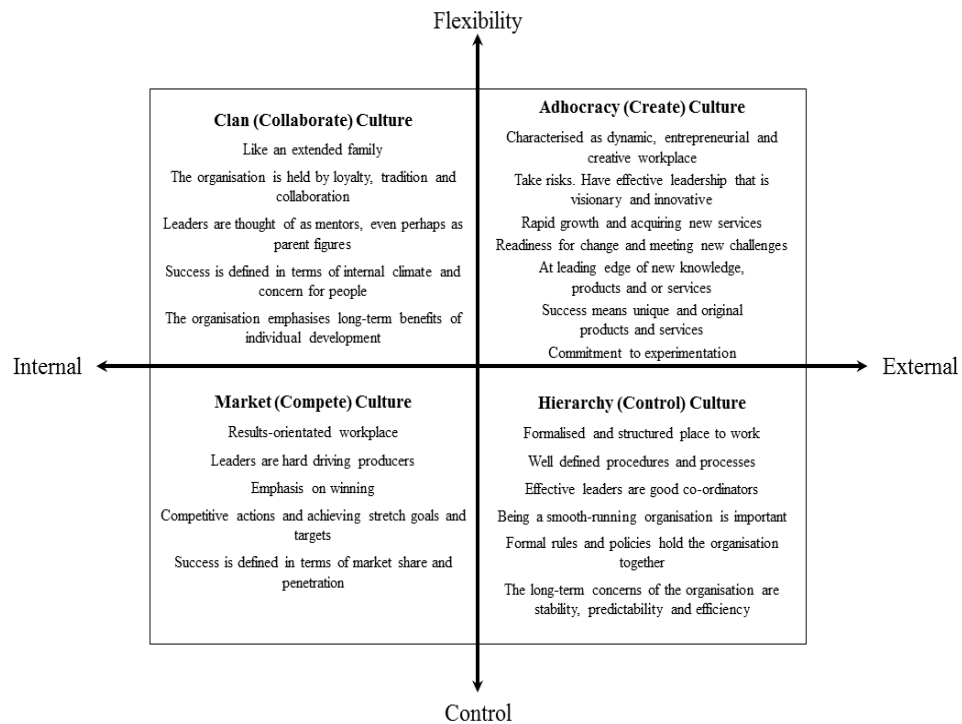 Flexibility
Clan (Collaborate) Culture
Like an extended family
The organisation is held by loyalty, tradition and
collaboration
Leaders are thought of as mentors, even perhaps as
parent figures
Success is defined in terms of internal climate and
concern for people
The organisation emphasises long-term benefits of
individual development
Adhocracy (Create) Culture
Characterised as dynamic, entrepreneurial and
creative workplace
Take risks. Have effective leadership that is
visionary and innovative
Rapid growth and acquiring new services
Readiness for change and meeting new challenges
At leading edge of new knowledge,
products and or services
Success means unique and original
products and services
Commitment to experimentation
Internal
External
Market (Compete) Culture
Results-orientated workplace
Leaders are hard driving producers
Emphasis on winning
Competitive actions and achieving stretch goals and
targets
Success is defined in terms of market share and
penetration
Hierarchy (Control) Culture
Formalised and structured place to work
Well defined procedures and processes
Effective leaders are good co-ordinators
Being a smooth-running organisation is important
Formal rules and policies hold the organisation
together
The long-term concerns of the organisation are
stability, predictability and efficiency
Control